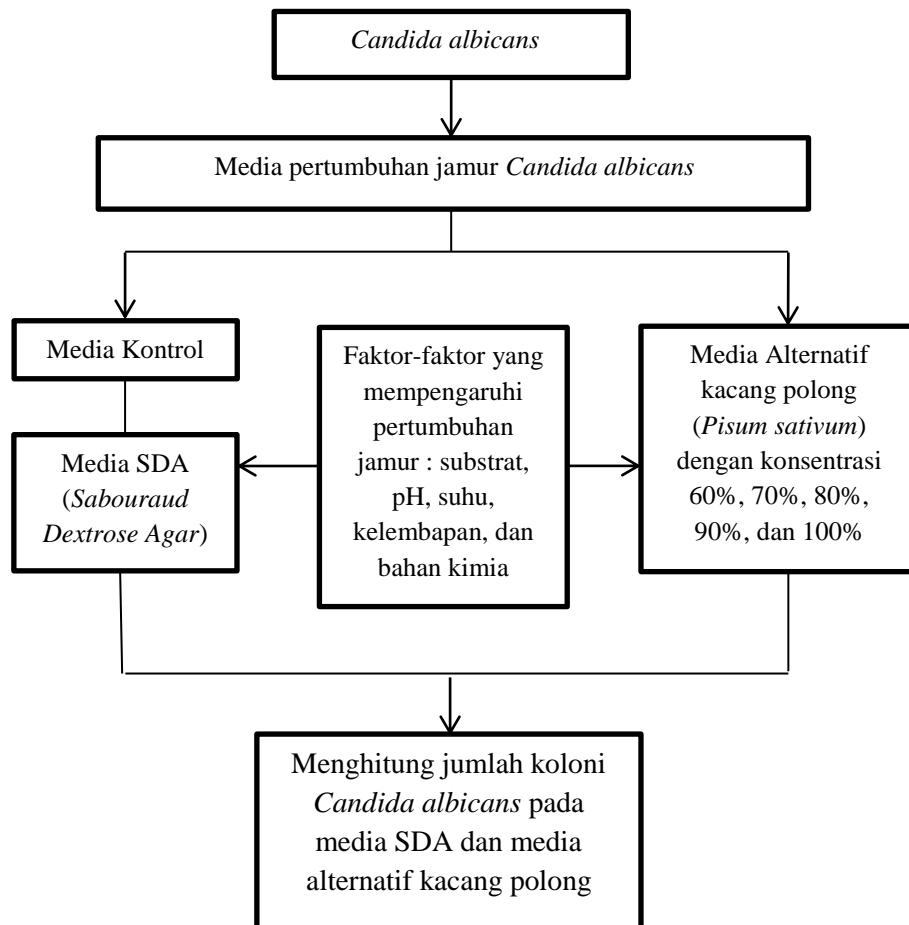 Candida albicans
Media pertumbuhan jamur Candida albicans
Media Kontrol
Media SDA
(Sabouraud
Dextrose Agar)
Faktor-faktor yang
mempengaruhi
pertumbuhan
jamur : substrat,
pH, suhu,
kelembapan, dan
bahan kimia
Media Alternatif
kacang polong
(Pisum sativum)
dengan konsentrasi
60%, 70%, 80%,
90%, dan 100%
Menghitung jumlah koloni
Candida albicans pada
media SDA dan media
alternatif kacang polong